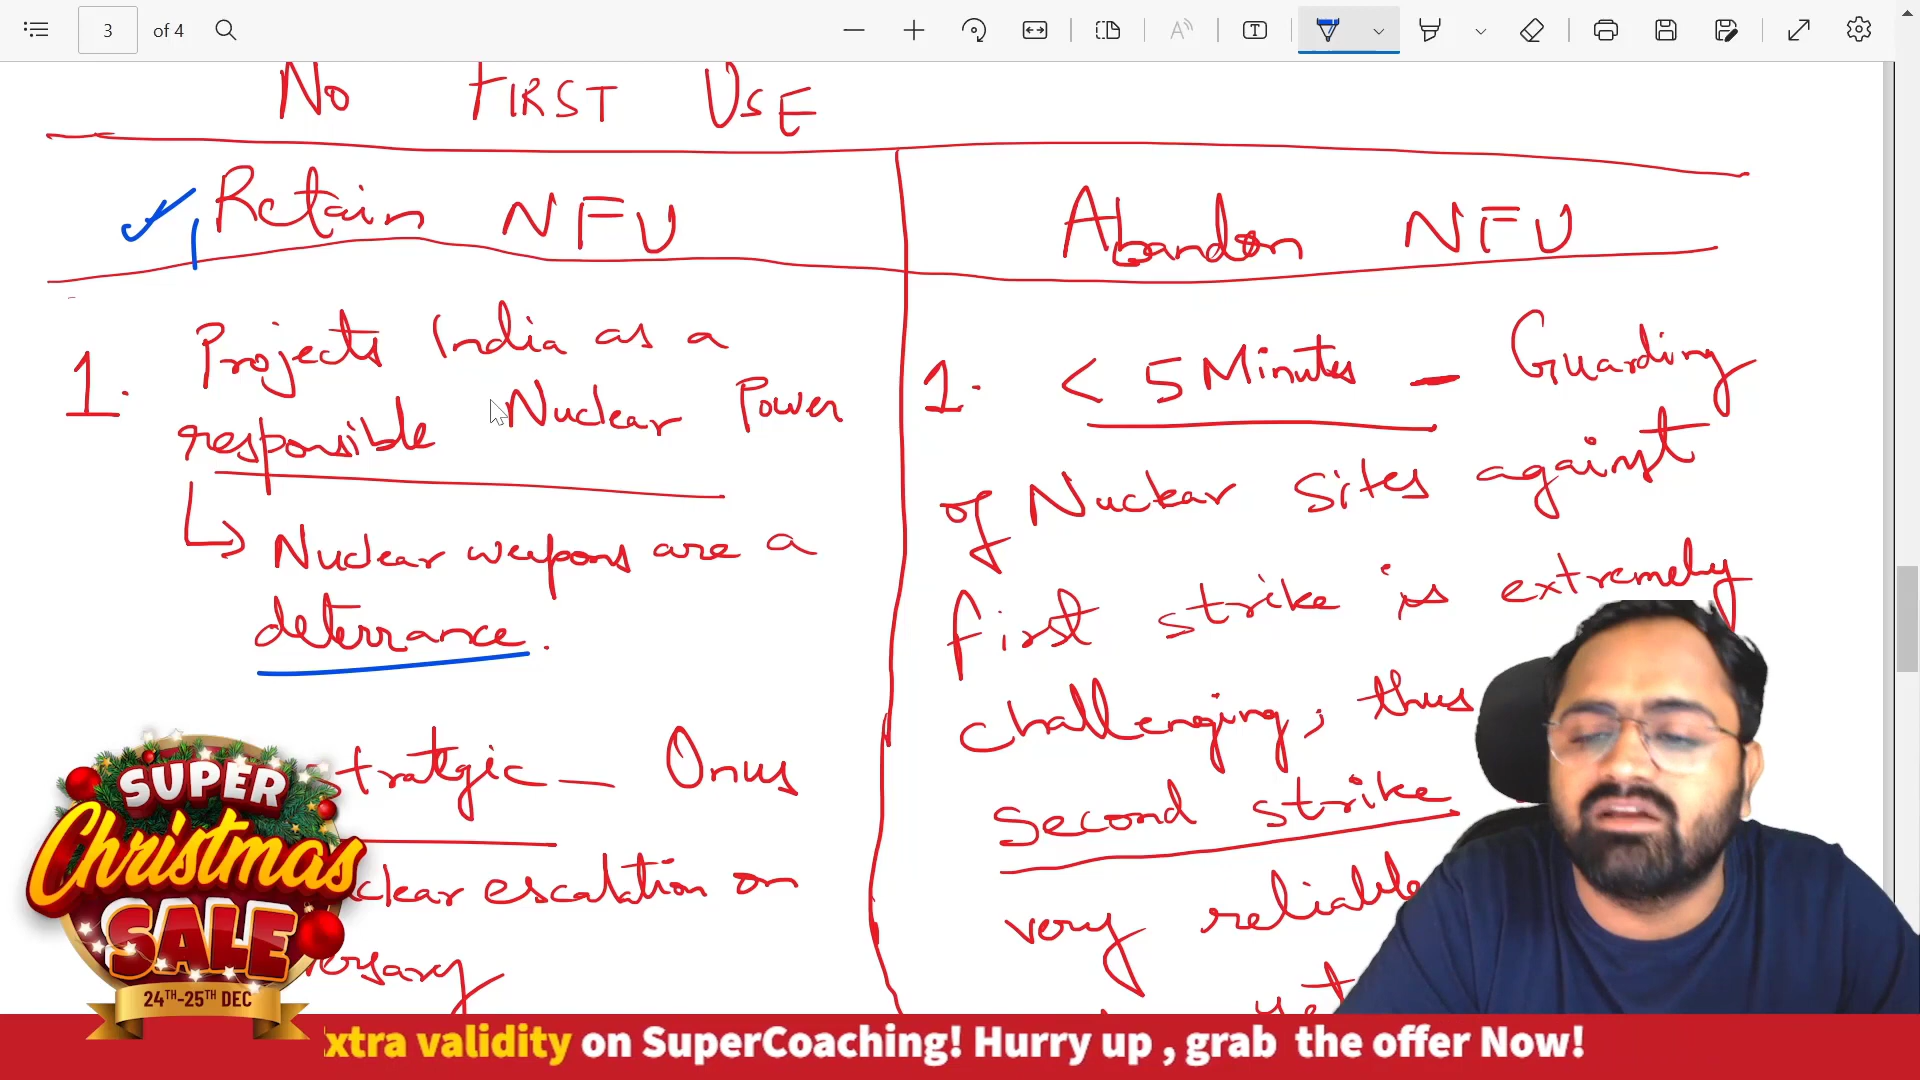 3 of 4
NO FIRST USE
Retain NFU
1. Projects India as a
responsible Nuclear Power
↳ Nuclear weapons are a
deterrance.
stratgic — Onus
clear escalation on
ersary
Abandon NFU
1. < 5 Minutes - Guarding
of Nuclear Sites against
first strike is extremely
challenging, thus
second strike
very reliable
yet
SUPER
Christmas
SALE
24TH-25TH DEC
xtra validity on SuperCoaching! Hurry up , grab the offer Now!